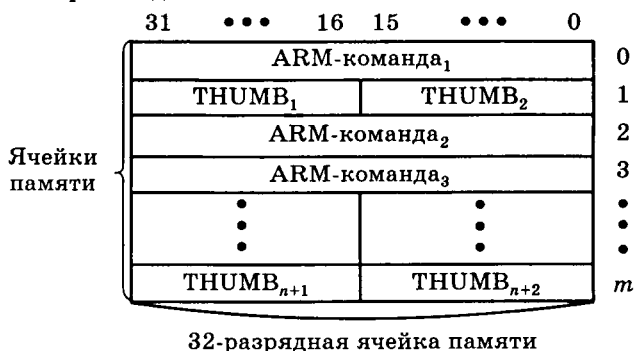 31 ••• 16 15 ••• 0
ARM-команда₁ 0
THUMB₁ THUMB₂ 1
ARM-команда₂ 2
Ячейки памяти
ARM-команда₃ 3
THUMBₙ₊₁ THUMBₙ₊₂ m
32-разрядная ячейка памяти